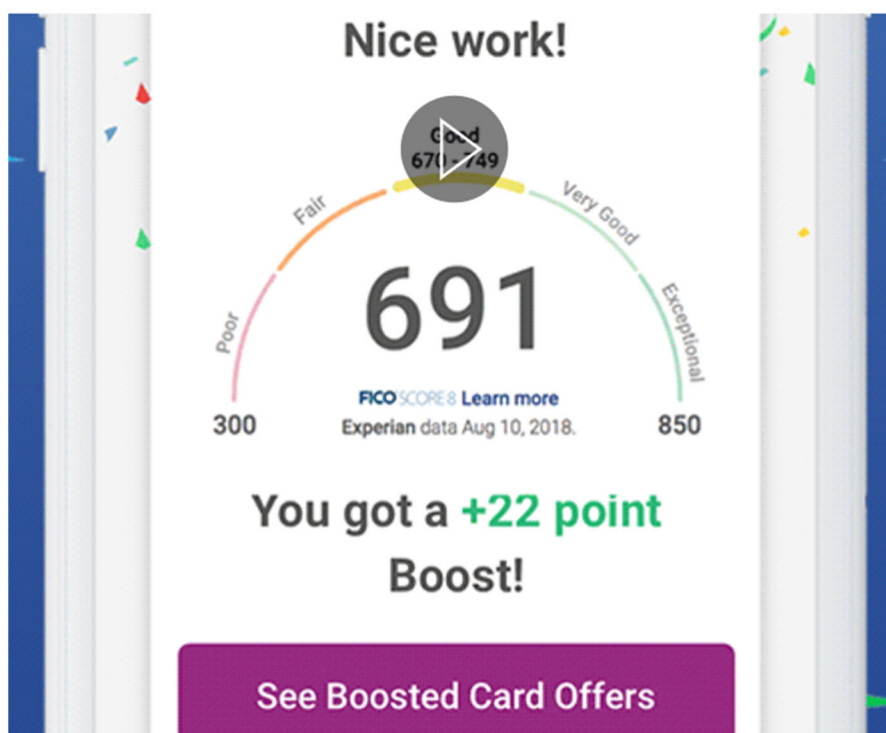 Nice work!
Good
670 - 749
Fair
Very Good
Poor
Exceptional
691
FICO SCORE 8 Learn more
300
Experian data Aug 10, 2018.
850
You got a +22 point
Boost!
See Boosted Card Offers